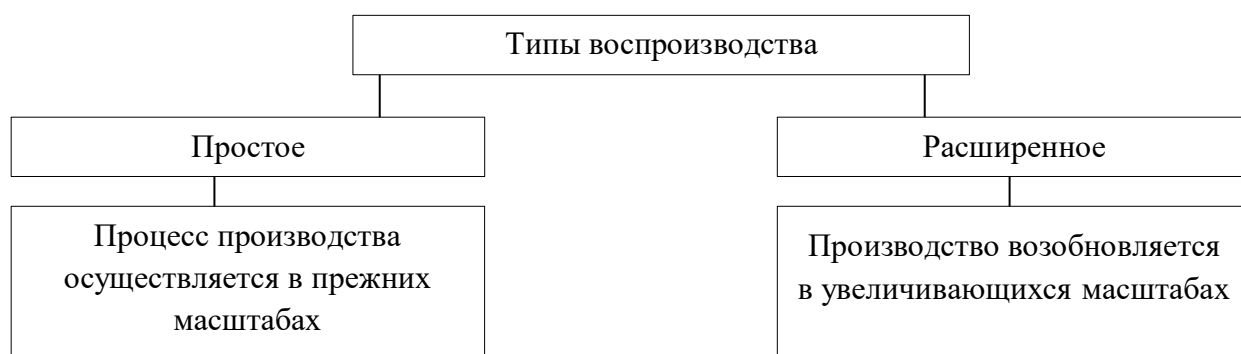 Типы воспроизводства
Простое
Расширенное
Процесс производства
осуществляется в прежних
масштабах
Производство возобновляется
в увеличивающихся масштабах